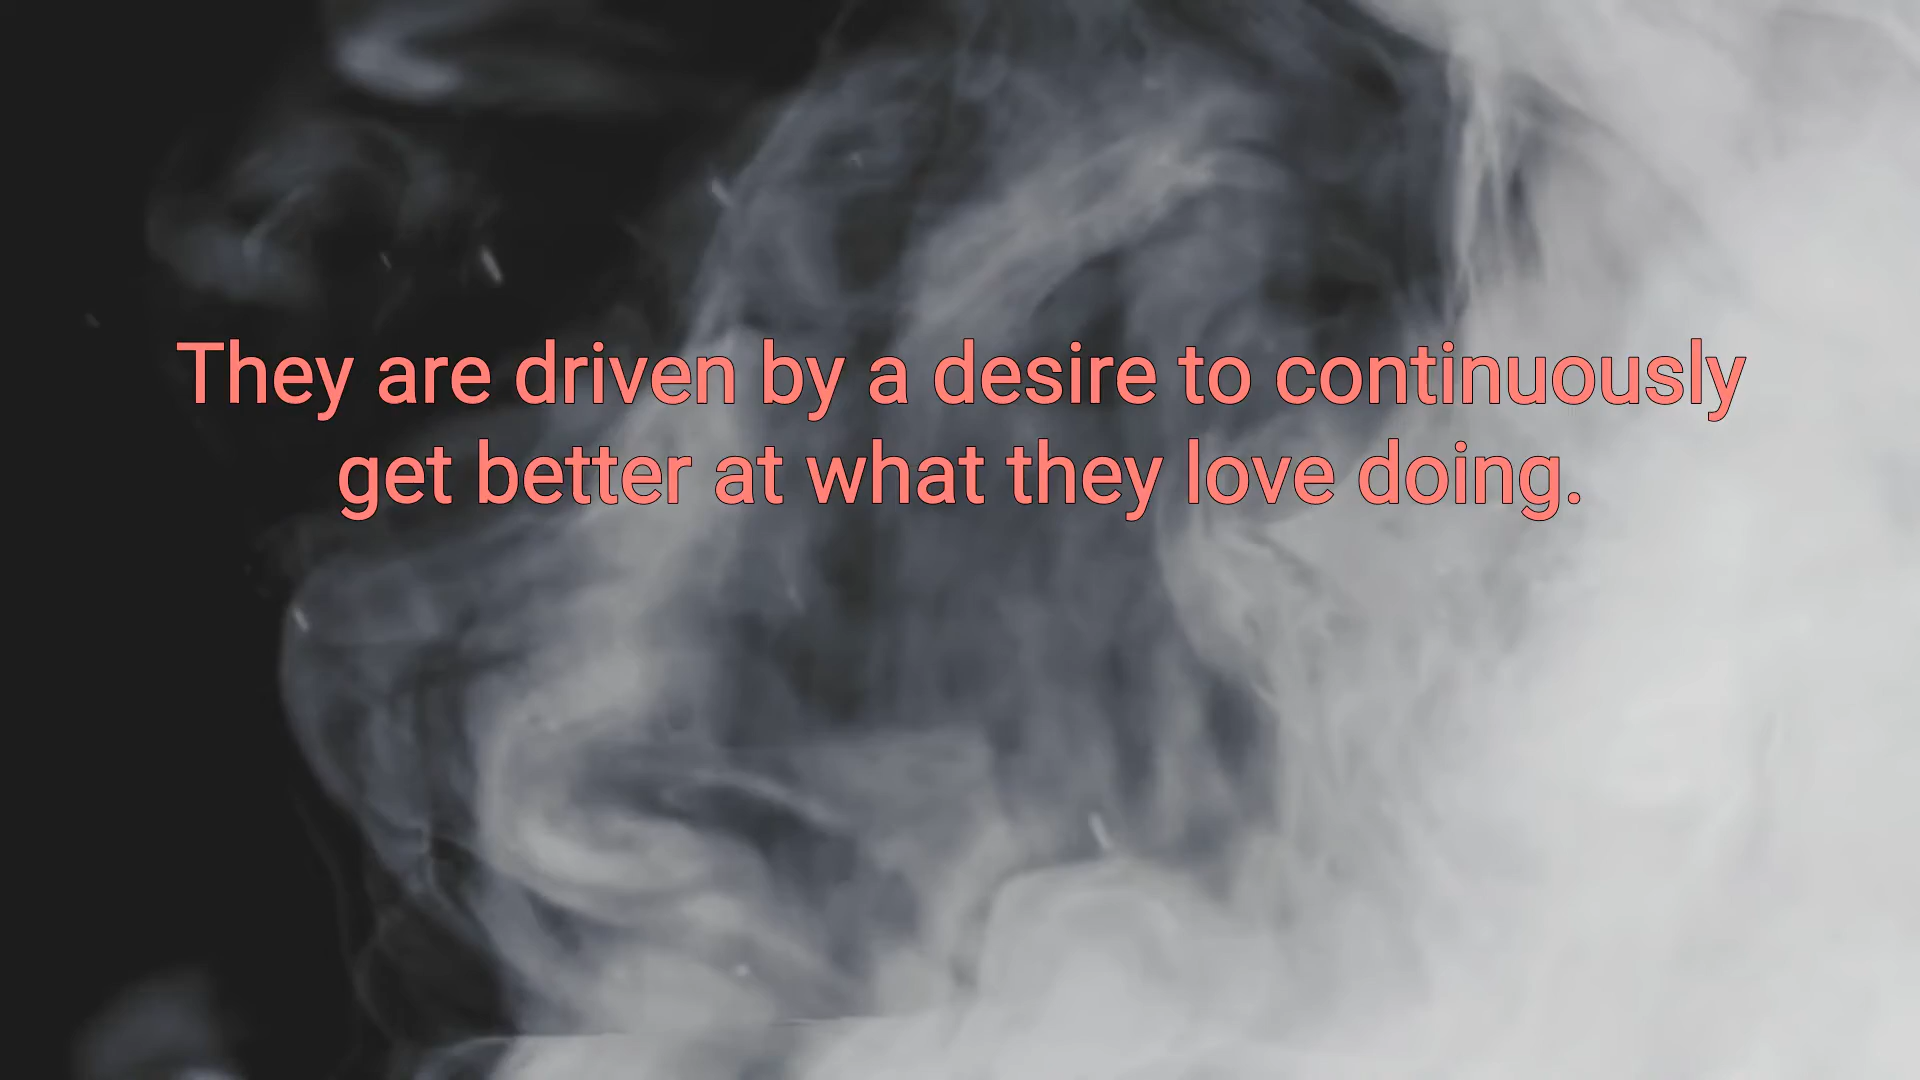 They are driven by a desire to continuously
get better at what they love doing.